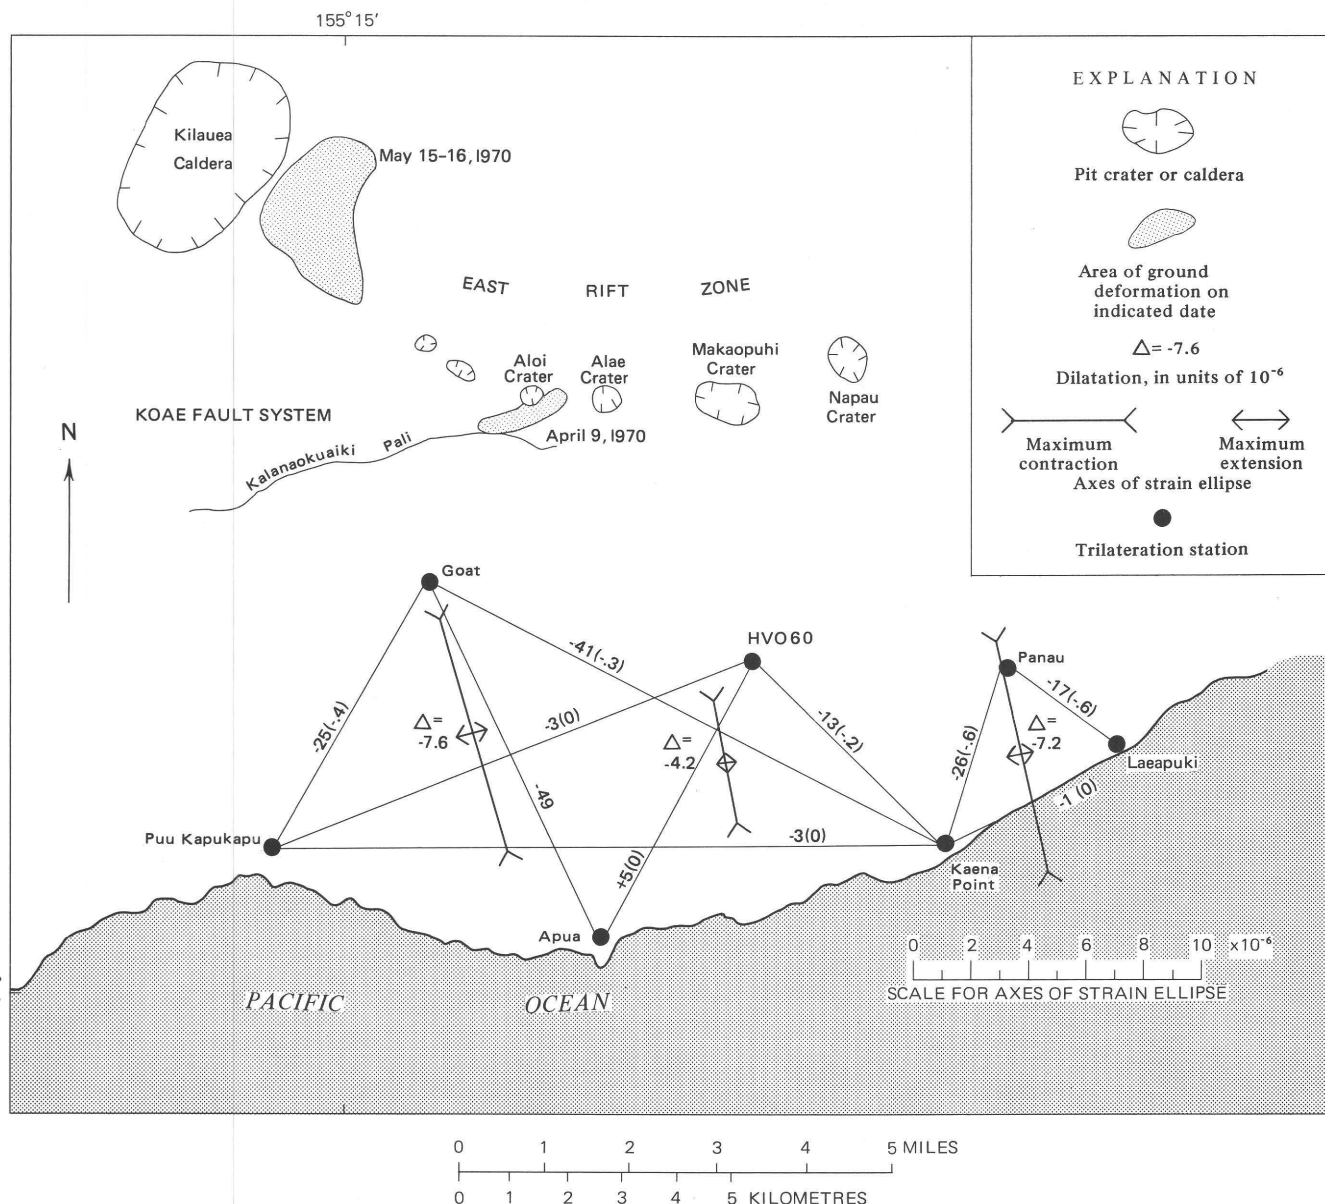 155°15'
Kilauea
Caldera
May 15-16, 1970
EAST RIFT ZONE
Aloi
Crater
Alae
Crater
Makaopuhi
Crater
Napau
Crater
KOAE FAULT SYSTEM
April 9, 1970
Kalanaokuaiki Pali
N
EXPLANATION
Pit crater or caldera
Area of ground
deformation on
indicated date
Δ= -7.6
Dilatation, in units of 10⁻⁶
Maximum
contraction
Maximum
extension
Axes of strain ellipse
Trilateration station
Goat
HVO60
Panau
-41(-.3)
-17(-.6)
-25(-.4)
-3(0)
Δ=
-7.6
Δ=
-4.2
-13(-.2)
-26(-.6)
Δ=
-7.2
Laeapuki
-49
-1 (0)
Puu Kapukapu
-3(0)
+5(0)
Kaena
Point
Apua
0 2 4 6 8 10 x10⁻⁶
SCALE FOR AXES OF STRAIN ELLIPSE
PACIFIC OCEAN
0 1 2 3 4 5 MILES
0 1 2 3 4 5 KILOMETRES